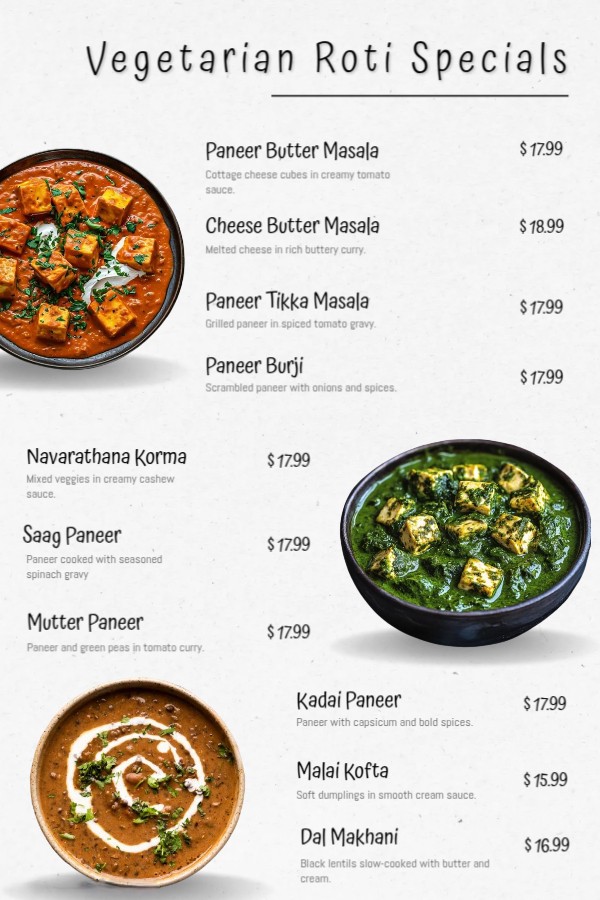 Vegetarian Roti Specials
Paneer Butter Masala $ 17.99
Cottage cheese cubes in creamy tomato
sauce.
Cheese Butter Masala $ 18.99
Melted cheese in rich buttery curry.
Paneer Tikka Masala $ 17.99
Grilled paneer in spiced tomato gravy.
Paneer Burji $ 17.99
Scrambled paneer with onions and spices.
Navarathana Korma $ 17.99
Mixed veggies in creamy cashew
sauce.
Saag Paneer $ 17.99
Paneer cooked with seasoned
spinach gravy
Mutter Paneer $ 17.99
Paneer and green peas in tomato curry.
Kadai Paneer $ 17.99
Paneer with capsicum and bold spices.
Malai Kofta $ 15.99
Soft dumplings in smooth cream sauce.
Dal Makhani $ 16.99
Black lentils slow-cooked with butter and
cream.